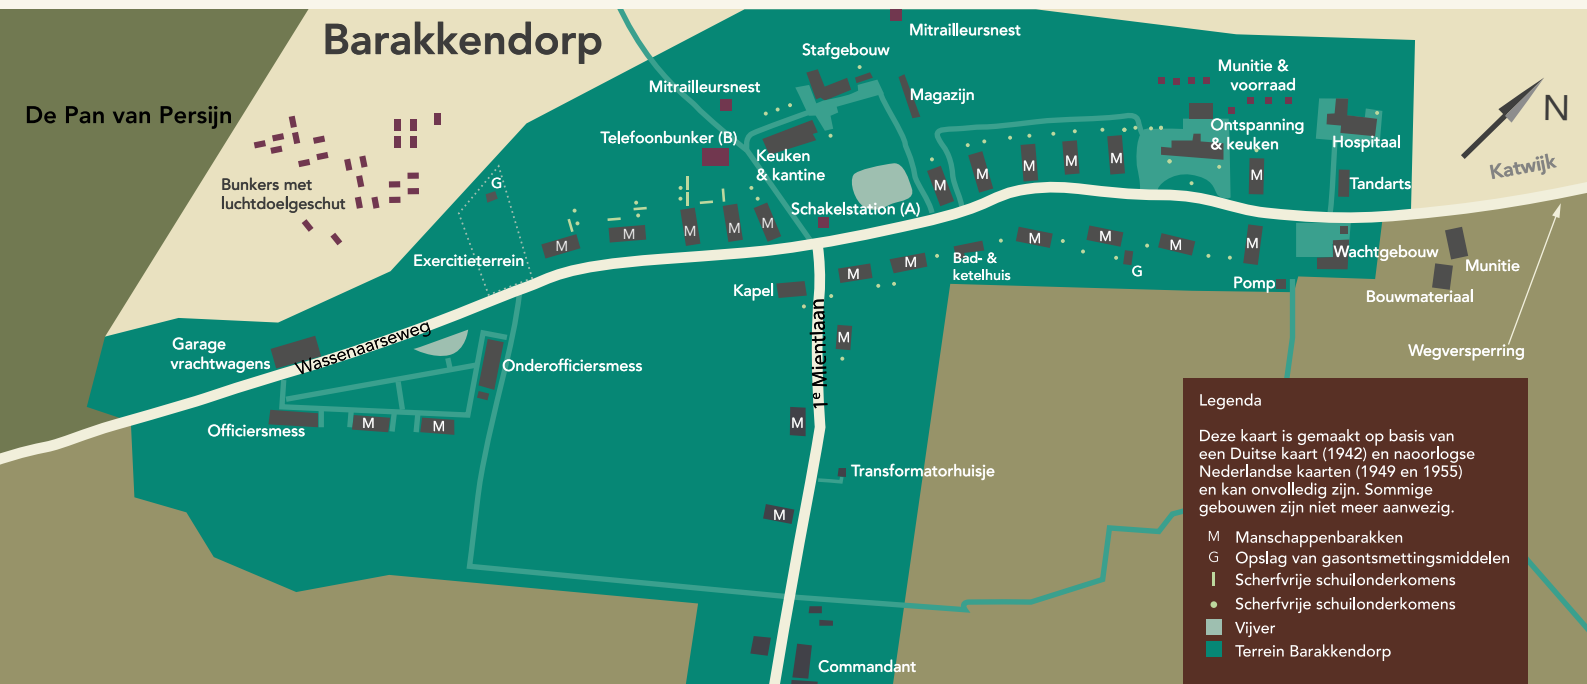 Barakkendorp
De Pan van Persijn
Bunkers met
luchtdoelgeschut
Mitrailleursnest
Stafgebouw
Mitrailleursnest
Magazijn
Telefoonbunker (B)
Keuken
& kantine
Munitie &
voorraad
Ontspanning
& keuken
Hospitaal
Tandarts
N
Katwijk
G
Exercitieterrein
M
M
M
M
M
Schakelstation (A)
M
M
M
M
M
M
Kapel
M
M
Bad- &
ketelhuis
M
M
G
M
M
Pomp
Wachtgebouw
Munitie
Bouwmateriaal
Wegversperring
Garage
vrachtwagens
Wassenaarseweg
Onderofficiersmess
Officiersmess
M
M
1e Mientlaan
M
M
Transformatorhuisje
M
Commandant
Legenda
Deze kaart is gemaakt op basis van
een Duitse kaart (1942) en naoorlogse
Nederlandse kaarten (1949 en 1955)
en kan onvolledig zijn. Sommige
gebouwen zijn niet meer aanwezig.
M Manschappenbarakken
G Opslag van gasontsmettingsmiddelen
Scherfvrije schuilonderkomens
Scherfvrije schuilonderkomens
Vijver
Terrein Barakkendorp